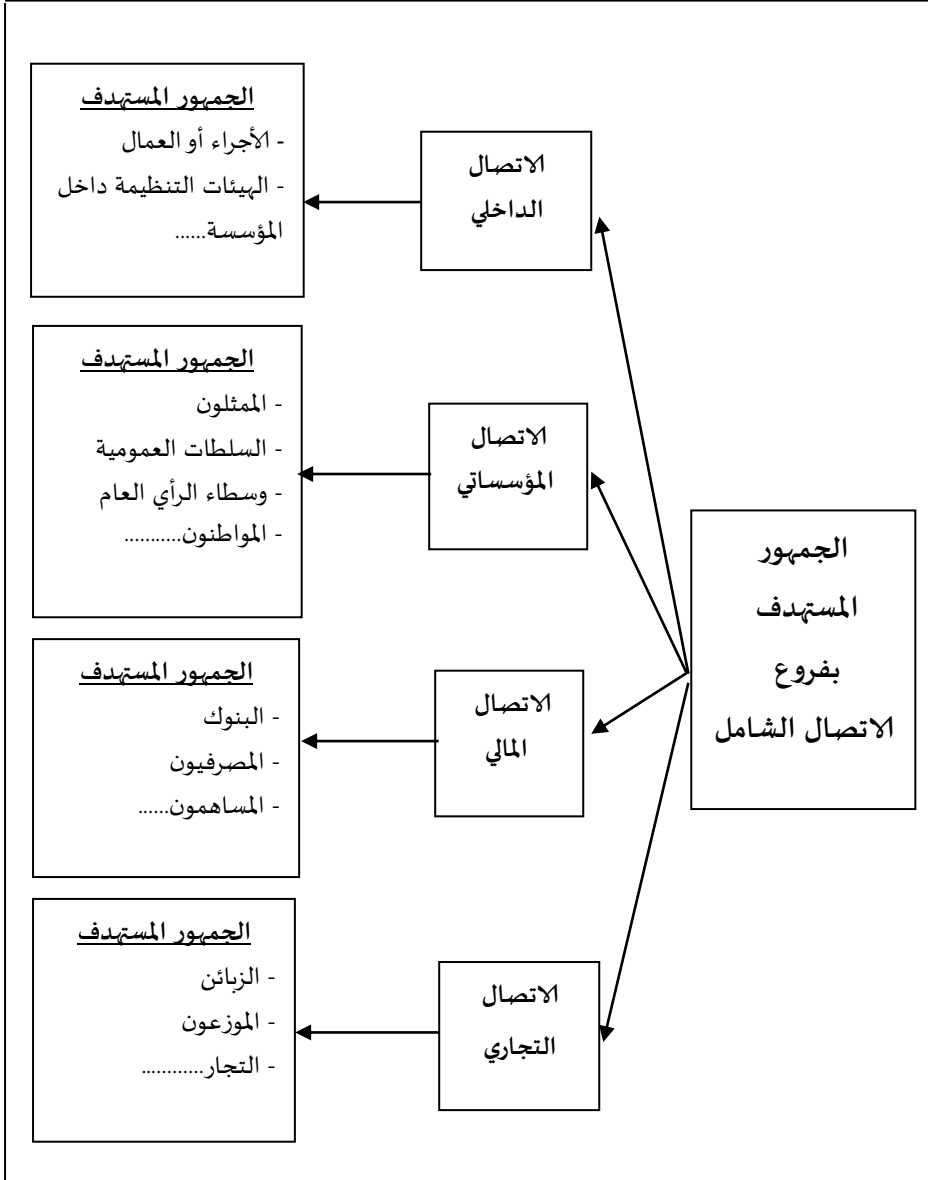 الجمهور
المستهدف
بفروع
الاتصال الشامل
الاتصال
الداخلي
الجمهور المستهدف
- الأجراء أو العمال
- الهيئات التنظيمة داخل
المؤسسة......
الاتصال
المؤسساتي
الجمهور المستهدف
- الممثلون
- السلطات العمومية
- وسطاء الرأي العام
- المواطنون...........
الاتصال
المالي
الجمهور المستهدف
- البنوك
- المصرفيون
- المساهمون......
الاتصال
التجاري
الجمهور المستهدف
- الزبائن
- الموزعون
- التجار............